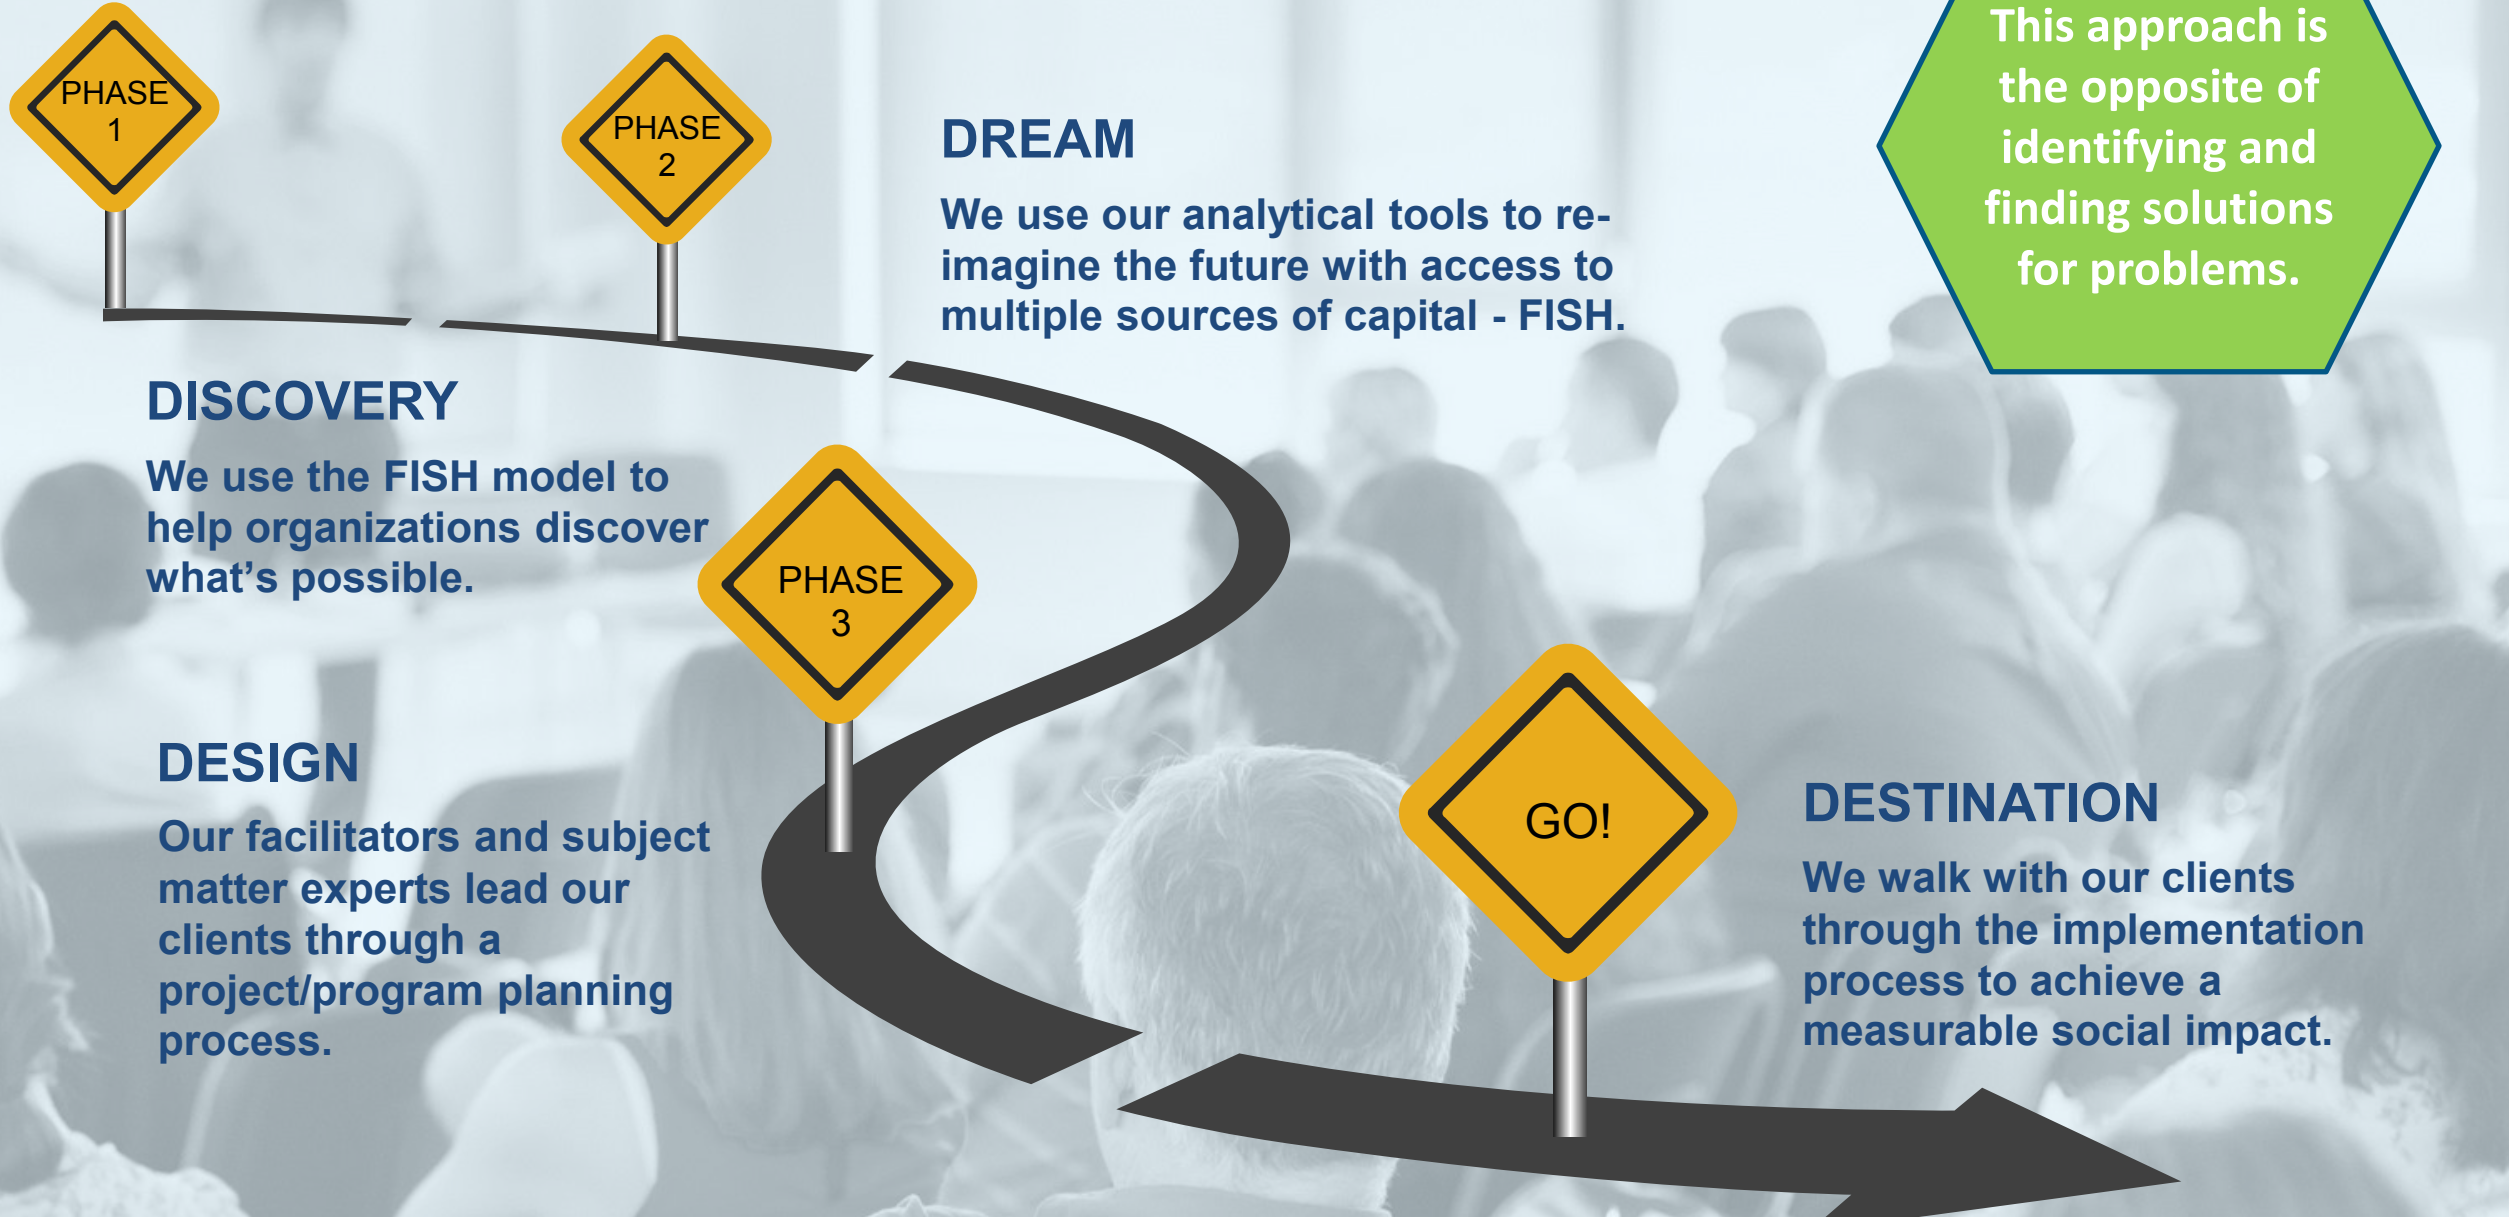 PHASE
1
DISCOVERY
We use the FISH model to
help organizations discover
what's possible.
PHASE
2
DREAM
We use our analytical tools to re-
imagine the future with access to
multiple sources of capital - FISH.
This approach is
the opposite of
identifying and
finding solutions
for problems.
PHASE
3
DESIGN
Our facilitators and subject
matter experts lead our
clients through a
project/program planning
process.
GO!
DESTINATION
We walk with our clients
through the implementation
process to achieve a
measurable social impact.